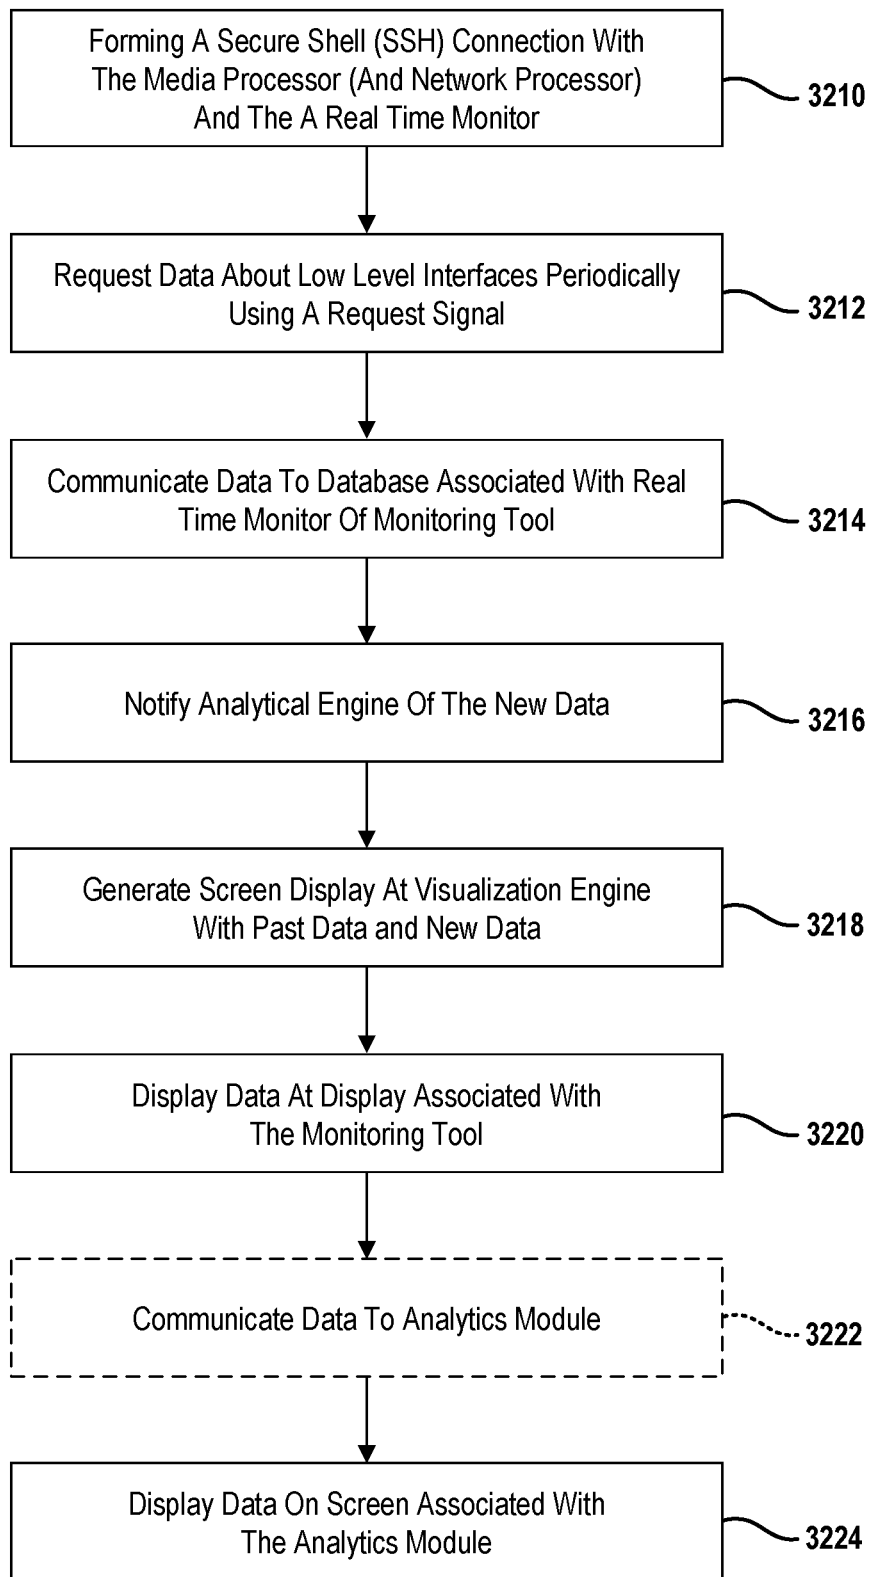 Forming A Secure Shell (SSH) Connection With
The Media Processor (And Network Processor)
And The A Real Time Monitor
3210
Request Data About Low Level Interfaces Periodically
Using A Request Signal
3212
Communicate Data To Database Associated With Real
Time Monitor Of Monitoring Tool
3214
Notify Analytical Engine Of The New Data
3216
Generate Screen Display At Visualization Engine
With Past Data and New Data
3218
Display Data At Display Associated With
The Monitoring Tool
3220
Communicate Data To Analytics Module
3222
Display Data On Screen Associated With
The Analytics Module
3224